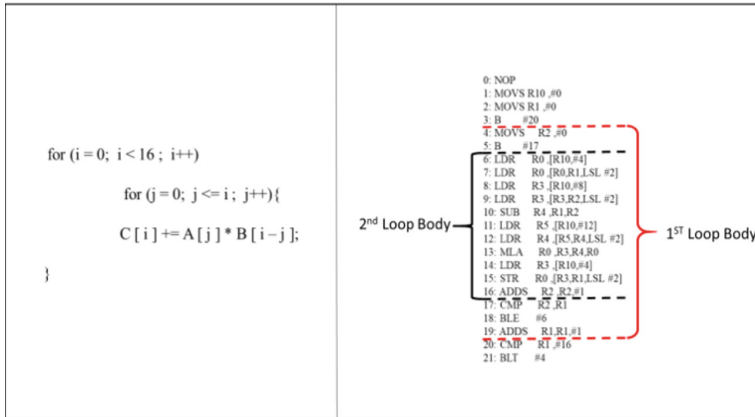 for (i = 0; i < 16 ; i++)
for (j = 0; j <= i ; j++){
C [ i ] += A [ j ] * B [ i – j ];
}
0: NOP
1: MOVS R10 ,#0
2: MOVS R1 ,#0
3: B #20
4: MOVS R2 ,#0
5: B #17
6: LDR R0 ,[R10,#4]
7: LDR R0 ,[R0,R1,LSL #2]
8: LDR R3 ,[R10,#8]
9: LDR R3 ,[R3,R2,LSL #2]
10: SUB R4 ,R1,R2
11: LDR R5 ,[R10,#12]
12: LDR R4 ,[R5,R4,LSL #2]
13: MLA R0 ,R3,R4,R0
14: LDR R3 ,[R10,#4]
15: STR R0 ,[R3,R1,LSL #2]
16: ADDS R2 ,R2,#1
17: CMP R2 ,R1
18: BLE #6
19: ADDS R1,R1,#1
20: CMP R1 ,#16
21: BLT #4
2nd Loop Body
1ST Loop Body